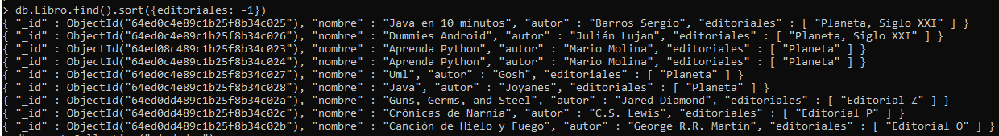 > db.Libro.find().sort({editoriales: -1})
{ "_id" : ObjectId("64ed0c4e89c1b25f8b34c025"), "nombre" : "Java en 10 minutos", "autor" : "Barros Sergio", "editoriales" : [ "Planeta, Siglo XXI" ] }
{ "_id" : ObjectId("64ed0c4e89c1b25f8b34c026"), "nombre" : "Dummies Android", "autor" : "Julián Lujan", "editoriales" : [ "Planeta, Siglo XXI" ] }
{ "_id" : ObjectId("64ed08c489c1b25f8b34c023"), "nombre" : "Aprenda Python", "autor" : "Mario Molina", "editoriales" : [ "Planeta" ] }
{ "_id" : ObjectId("64ed0c4e89c1b25f8b34c024"), "nombre" : "Aprenda Python", "autor" : "Mario Molina", "editoriales" : [ "Planeta" ] }
{ "_id" : ObjectId("64ed0c4e89c1b25f8b34c027"), "nombre" : "Uml", "autor" : "Gosh", "editoriales" : [ "Planeta" ] }
{ "_id" : ObjectId("64ed0c4e89c1b25f8b34c028"), "nombre" : "Java", "autor" : "Joyanes", "editoriales" : [ "Planeta" ] }
{ "_id" : ObjectId("64ed0dd489c1b25f8b34c02a"), "nombre" : "Guns, Germs, and Steel", "autor" : "Jared Diamond", "editoriales" : [ "Editorial Z" ] }
{ "_id" : ObjectId("64ed0dd489c1b25f8b34c02c"), "nombre" : "Crónicas de Narnia", "autor" : "C.S. Lewis", "editoriales" : [ "Editorial P" ] }
{ "_id" : ObjectId("64ed0dd489c1b25f8b34c02b"), "nombre" : "Canción de Hielo y Fuego", "autor" : "George R.R. Martin", "editoriales" : [ "Editorial O" ] }